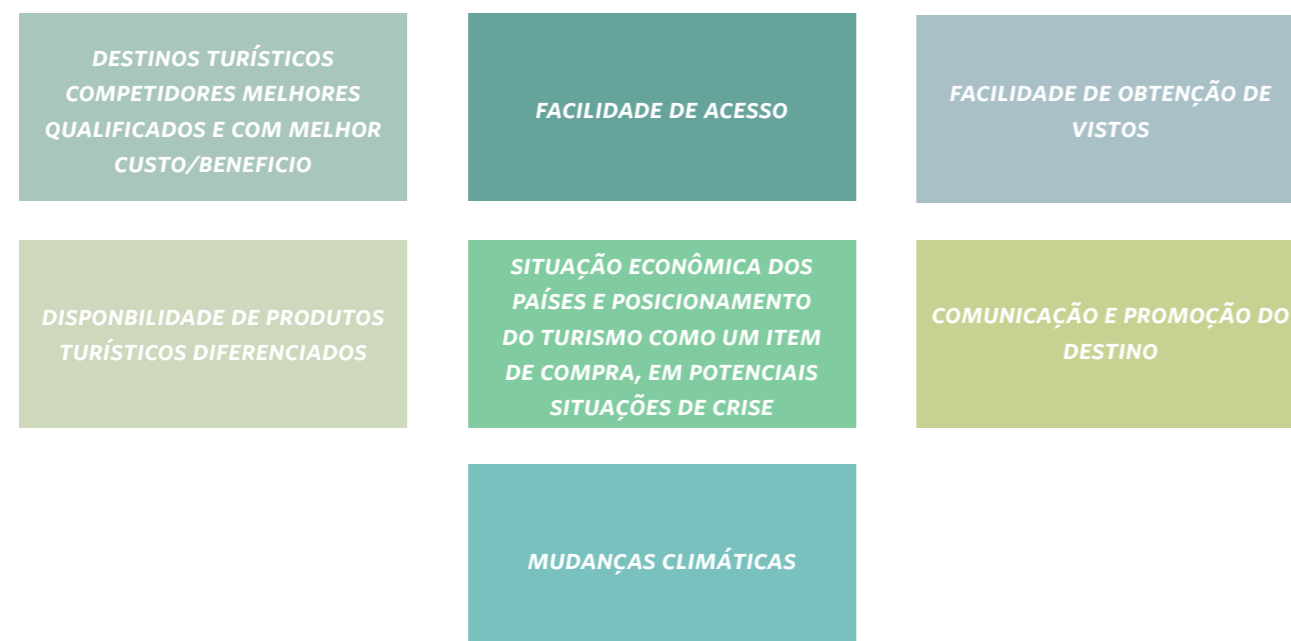 DESTINOS TURÍSTICOS
COMPETIDORES MELHORES
QUALIFICADOS E COM MELHOR
CUSTO/BENEFICIO
FACILIDADE DE ACESSO
FACILIDADE DE OBTENÇÃO DE
VISTOS
DISPONBILIDADE DE PRODUTOS
TURÍSTICOS DIFERENCIADOS
SITUAÇÃO ECONÔMICA DOS
PAÍSES E POSICIONAMENTO
DO TURISMO COMO UM ITEM
DE COMPRA, EM POTENCIAIS
SITUAÇÕES DE CRISE
COMUNICAÇÃO E PROMOÇÃO DO
DESTINO
MUDANÇAS CLIMÁTICAS